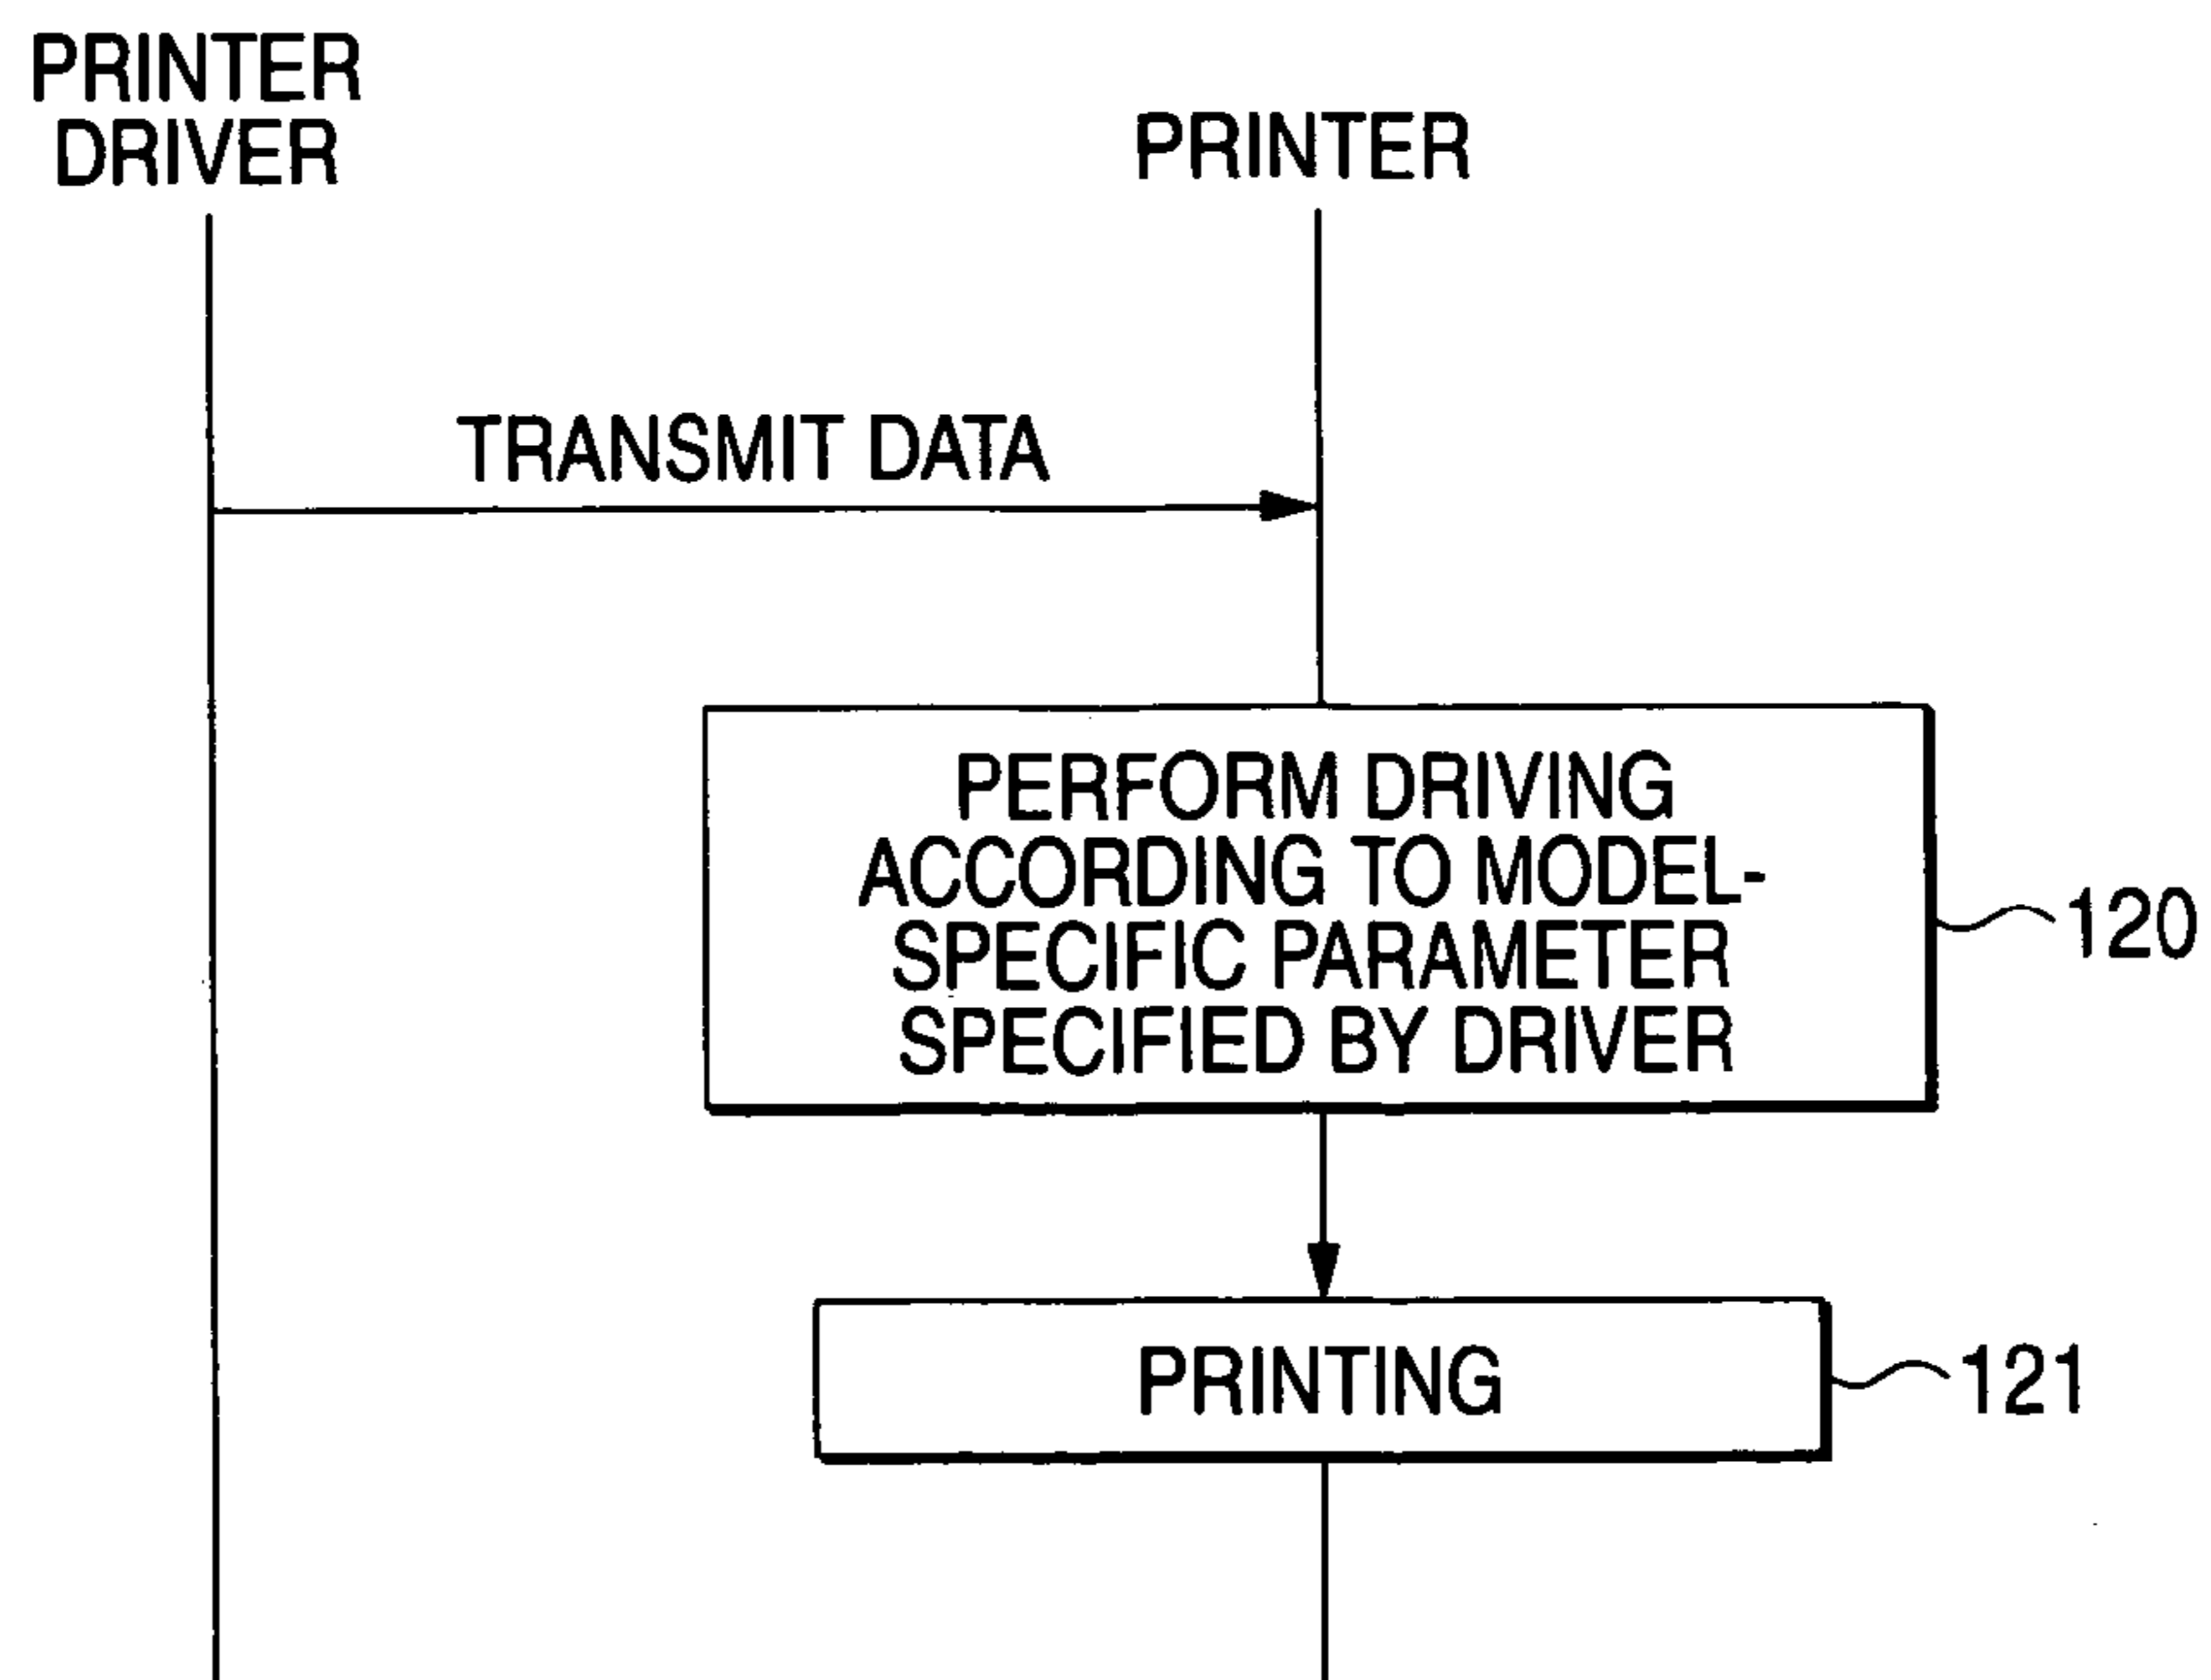 PRINTER
DRIVER
PRINTER
TRANSMIT DATA
PERFORM DRIVING
ACCORDING TO MODEL-
SPECIFIC PARAMETER
SPECIFIED BY DRIVER
120
PRINTING
121